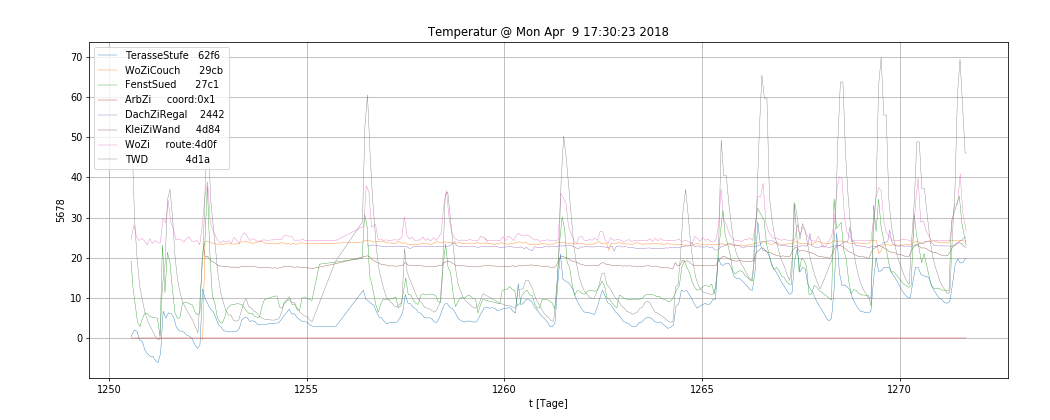 Temperatur @ Mon Apr  9 17:30:23 2018
70
60
50
40
30
20
10
0
5678
TerasseStufe   62f6
WoZiCouch      29cb
FenstSued      27c1
ArbZi     coord:0x1
DachZiRegal    2442
KleiZiWand     4d84
WoZi     route:4d0f
TWD            4d1a
1250 1255 1260 1265 1270
t [Tage]